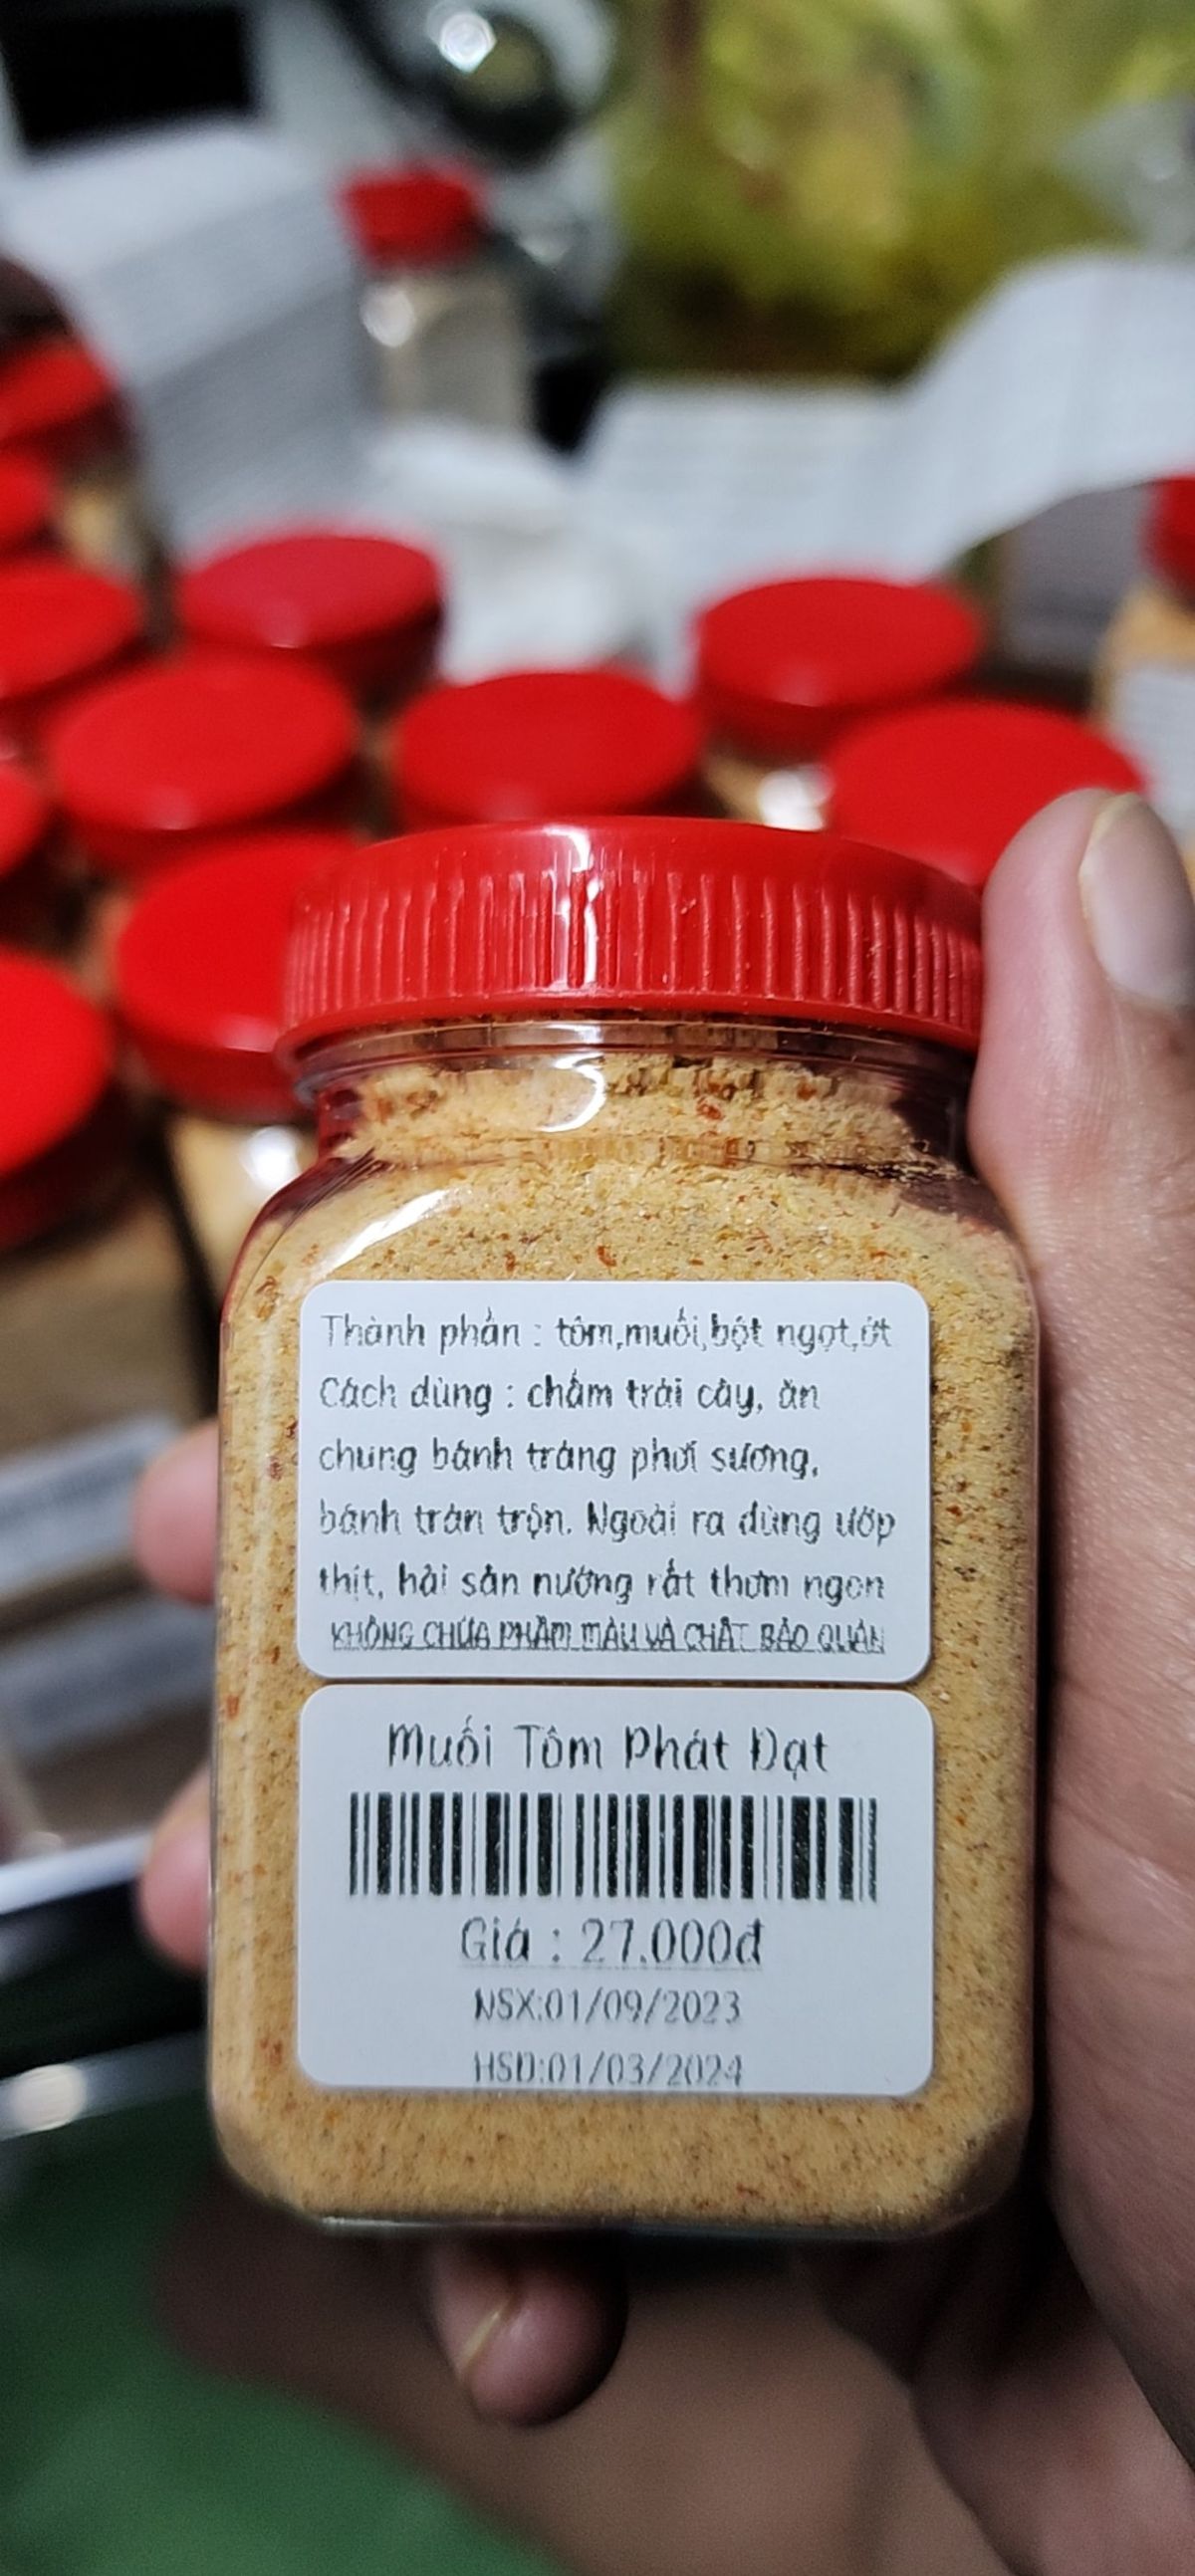 Thành phần : tôm,muối,bột ngọt,ớt
Cách dùng : chấm trái cây, ăn
chung bánh tráng phơi sương,
bánh trán trộn. Ngoài ra dùng ướp
thịt, hải sản nướng rất thơm ngon
KHÔNG CHỨA PHẨM MÀU VÀ CHẤT BẢO QUẢN
Muối Tôm Phát Đạt
Giá : 27.000đ
NSX:01/09/2023
HSD:01/03/2024